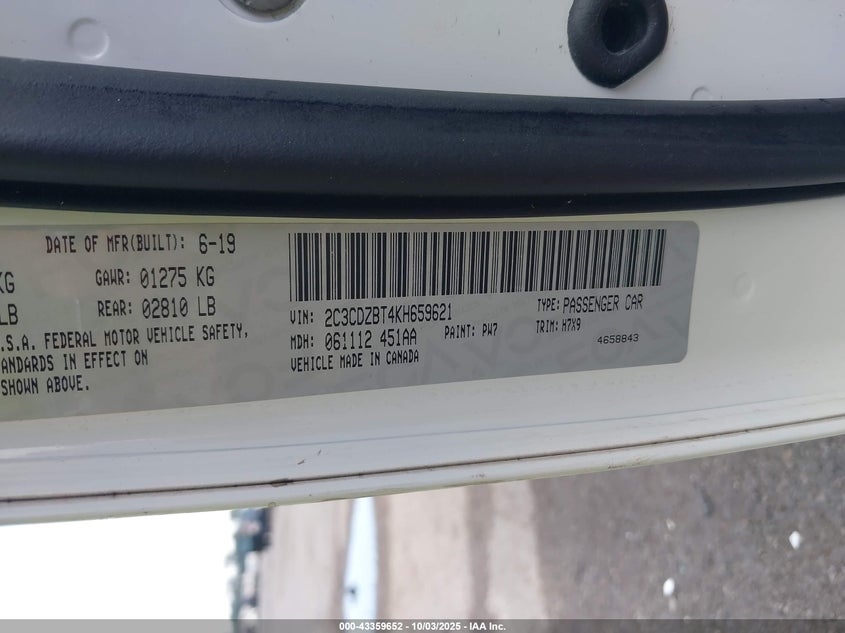 DATE OF MFR(BUILT): 6-19
KG GAWR: 01275 KG
LB REAR: 02810 LB
.S.A. FEDERAL MOTOR VEHICLE SAFETY,
ANDARDS IN EFFECT ON
SHOWN ABOVE.
VIN: 2C3CDZBT4KH659621 TYPE: PASSENGER CAR
MDH: 061112 451AA PAINT: PW7 TRIM: H7X9
VEHICLE MADE IN CANADA 4658843
000-43359652 - 10/03/2025 - IAA Inc.